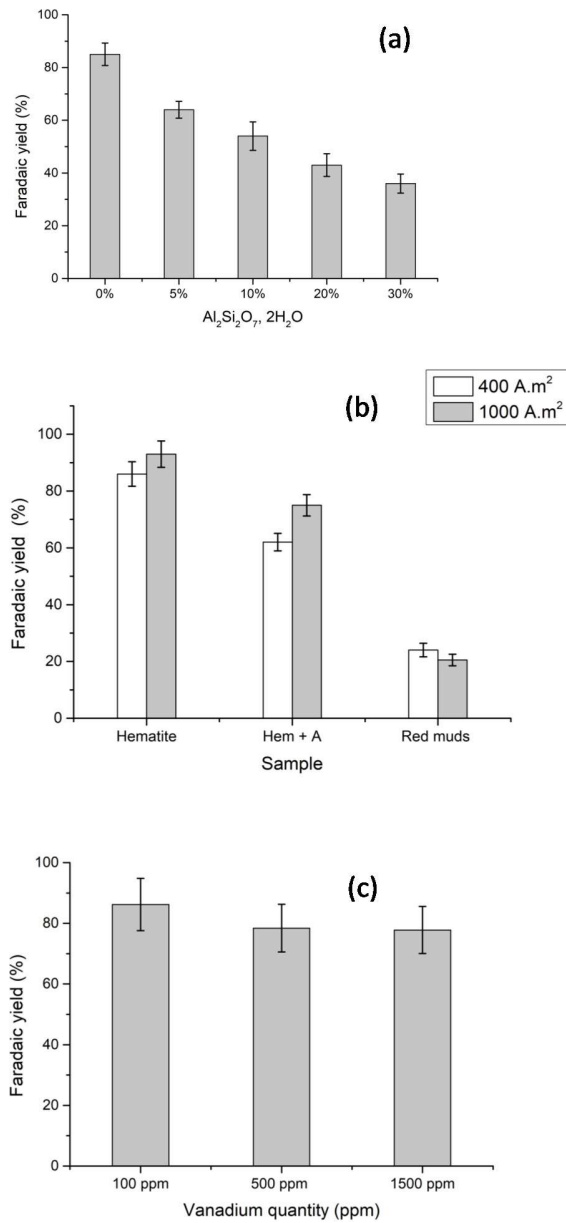 (a)
100
80
60
40
20
0
Faradaic yield (%)
0% 5% 10% 20% 30%
Al₂Si₂O₇, 2H₂O
(b)
400 A.m²
1000 A.m²
100
80
60
40
20
0
Faradaic yield (%)
Hematite Hem + A Red muds
Sample
(c)
100
80
60
40
20
0
Faradaic yield (%)
100 ppm 500 ppm 1500 ppm
Vanadium quantity (ppm)